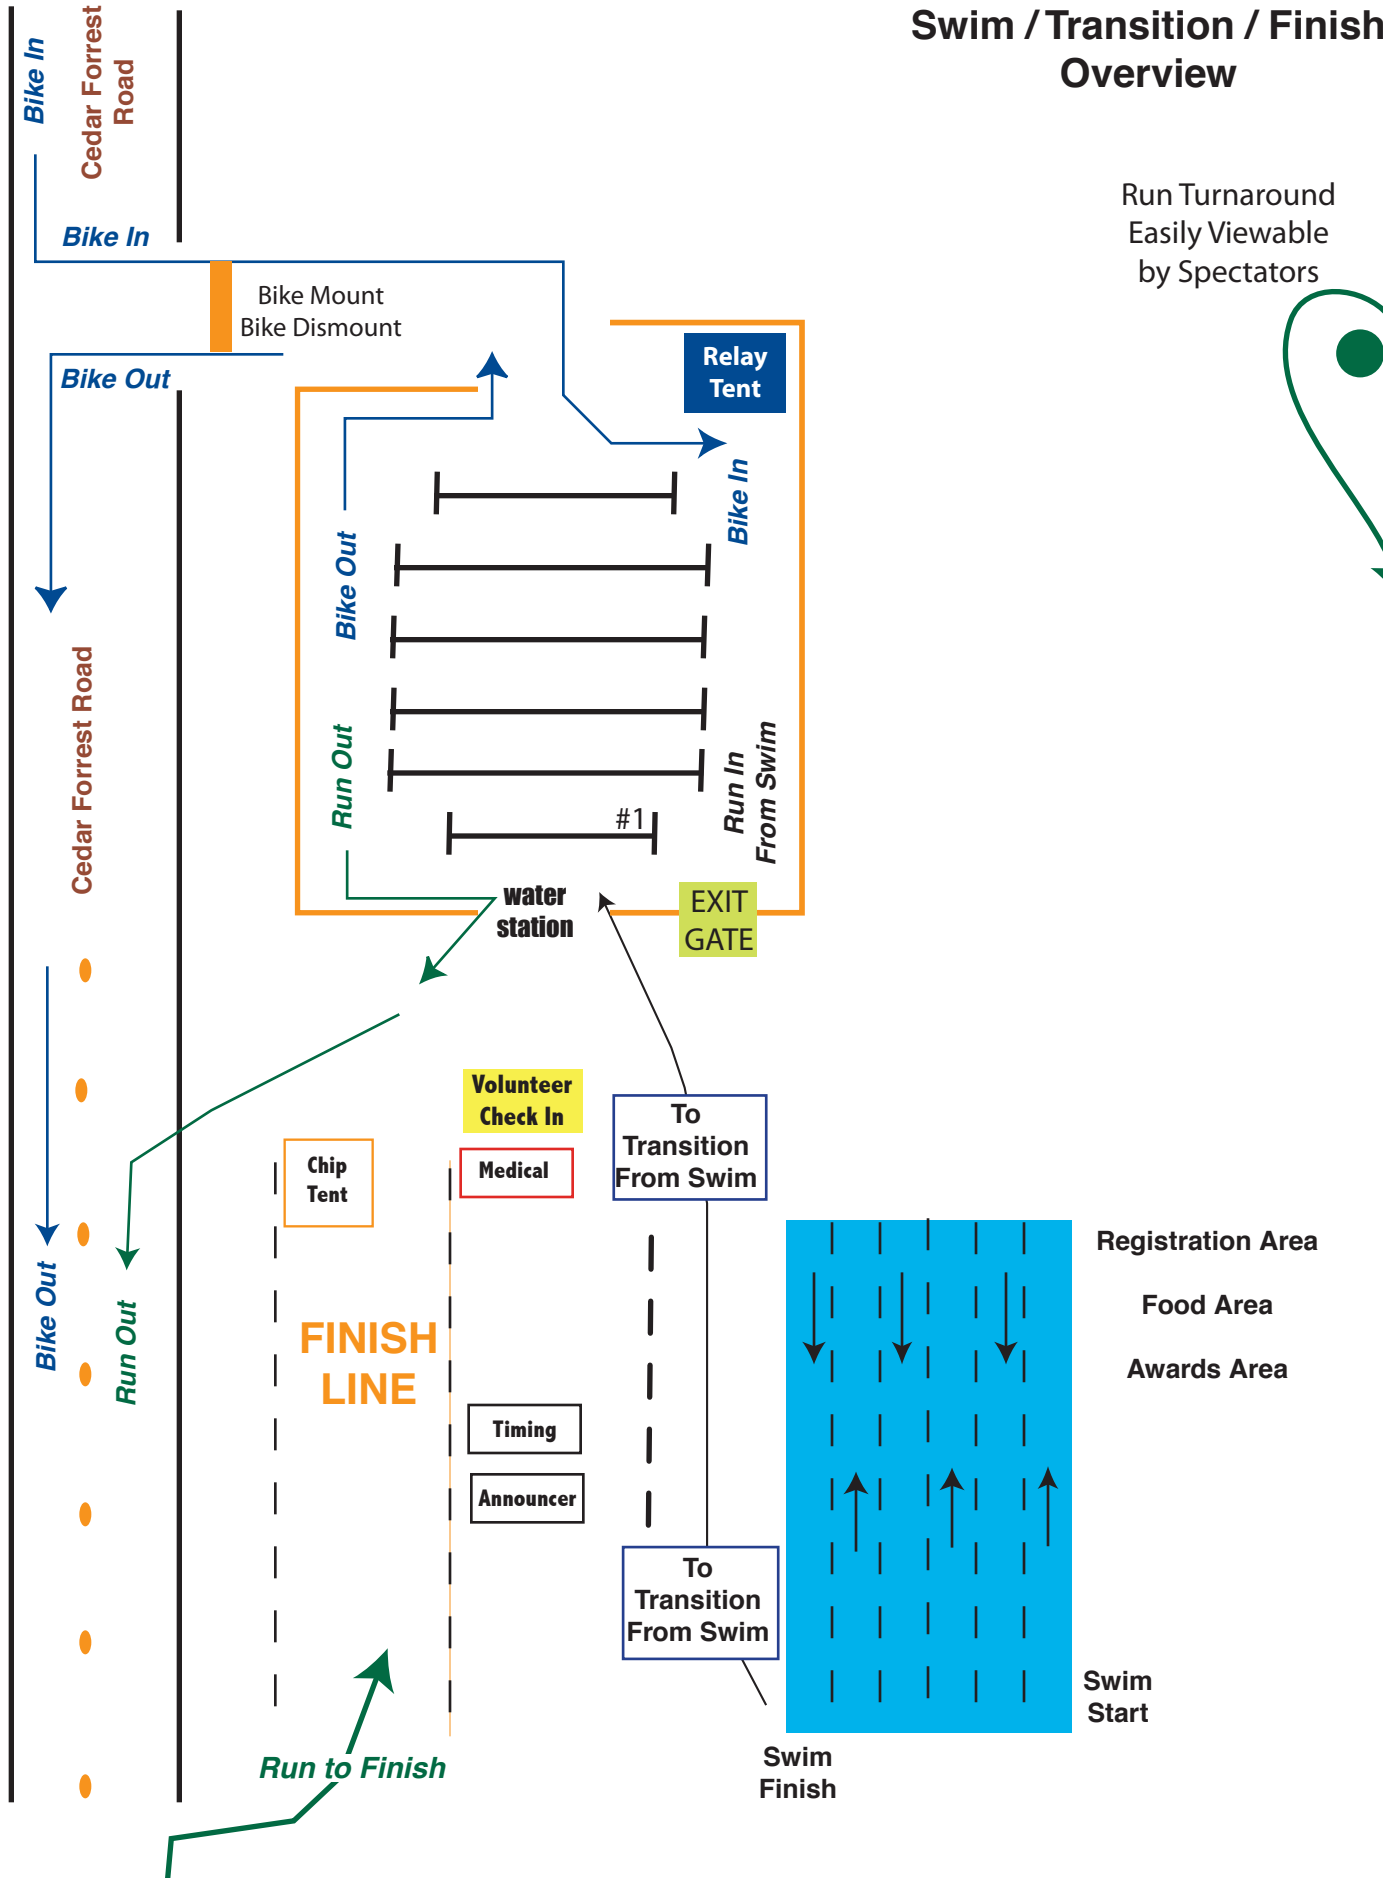 Swim / Transition / Finish
Overview
Bike In
Cedar Forrest
Road
Run Turnaround
Easily Viewable
by Spectators
Bike In
Bike Mount
Bike Dismount
Bike Out
Relay
Tent
Bike In
Bike Out
Cedar Forrest Road
Run Out
Run In
From Swim
#1
water
station
EXIT
GATE
Volunteer
Check In
To
Transition
From Swim
Chip
Tent
Medical
Registration Area
Food Area
Awards Area
Bike Out
Run Out
FINISH
LINE
Timing
Announcer
To
Transition
From Swim
Swim
Start
Run to Finish
Swim
Finish